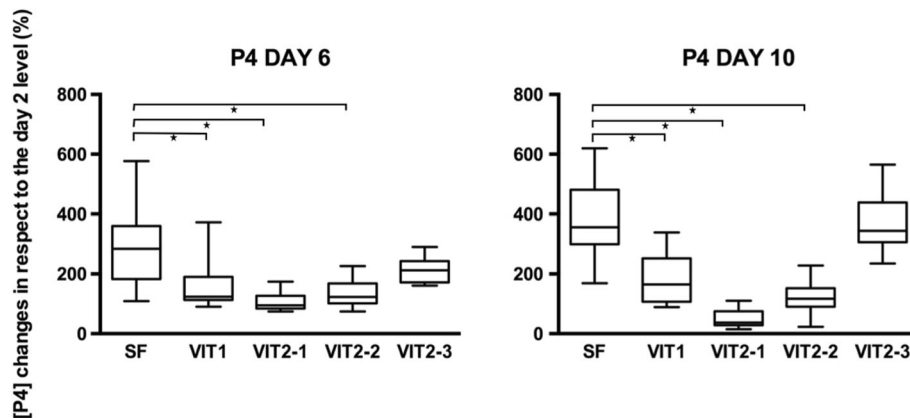 [P4] changes in respect to the day 2 level (%)
P4 DAY 6
800
600
400
200
0
SF VIT1 VIT2-1 VIT2-2 VIT2-3
P4 DAY 10
800
600
400
200
0
SF VIT1 VIT2-1 VIT2-2 VIT2-3